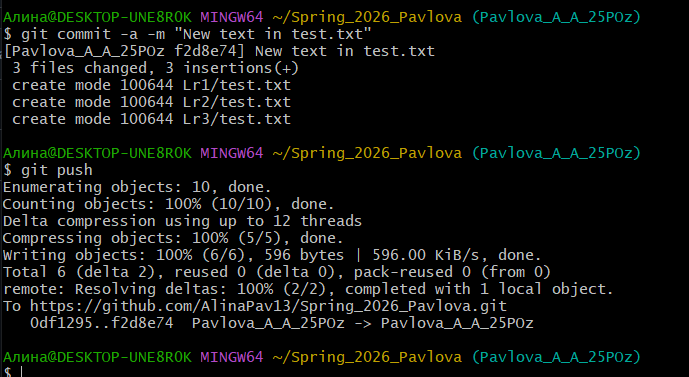 Алина@DESKTOP-UNE8R0K MINGW64 ~/Spring_2026_Pavlova (Pavlova_A_A_25POz)
$ git commit -a -m "New text in test.txt"
[Pavlova_A_A_25POz f2d8e74] New text in test.txt
 3 files changed, 3 insertions(+)
 create mode 100644 Lr1/test.txt
 create mode 100644 Lr2/test.txt
 create mode 100644 Lr3/test.txt

Алина@DESKTOP-UNE8R0K MINGW64 ~/Spring_2026_Pavlova (Pavlova_A_A_25POz)
$ git push
Enumerating objects: 10, done.
Counting objects: 100% (10/10), done.
Delta compression using up to 12 threads
Compressing objects: 100% (5/5), done.
Writing objects: 100% (6/6), 596 bytes | 596.00 KiB/s, done.
Total 6 (delta 2), reused 0 (delta 0), pack-reused 0 (from 0)
remote: Resolving deltas: 100% (2/2), completed with 1 local object.
To https://github.com/AlinaPav13/Spring_2026_Pavlova.git
   0df1295..f2d8e74  Pavlova_A_A_25POz -> Pavlova_A_A_25POz

Алина@DESKTOP-UNE8R0K MINGW64 ~/Spring_2026_Pavlova (Pavlova_A_A_25POz)
$